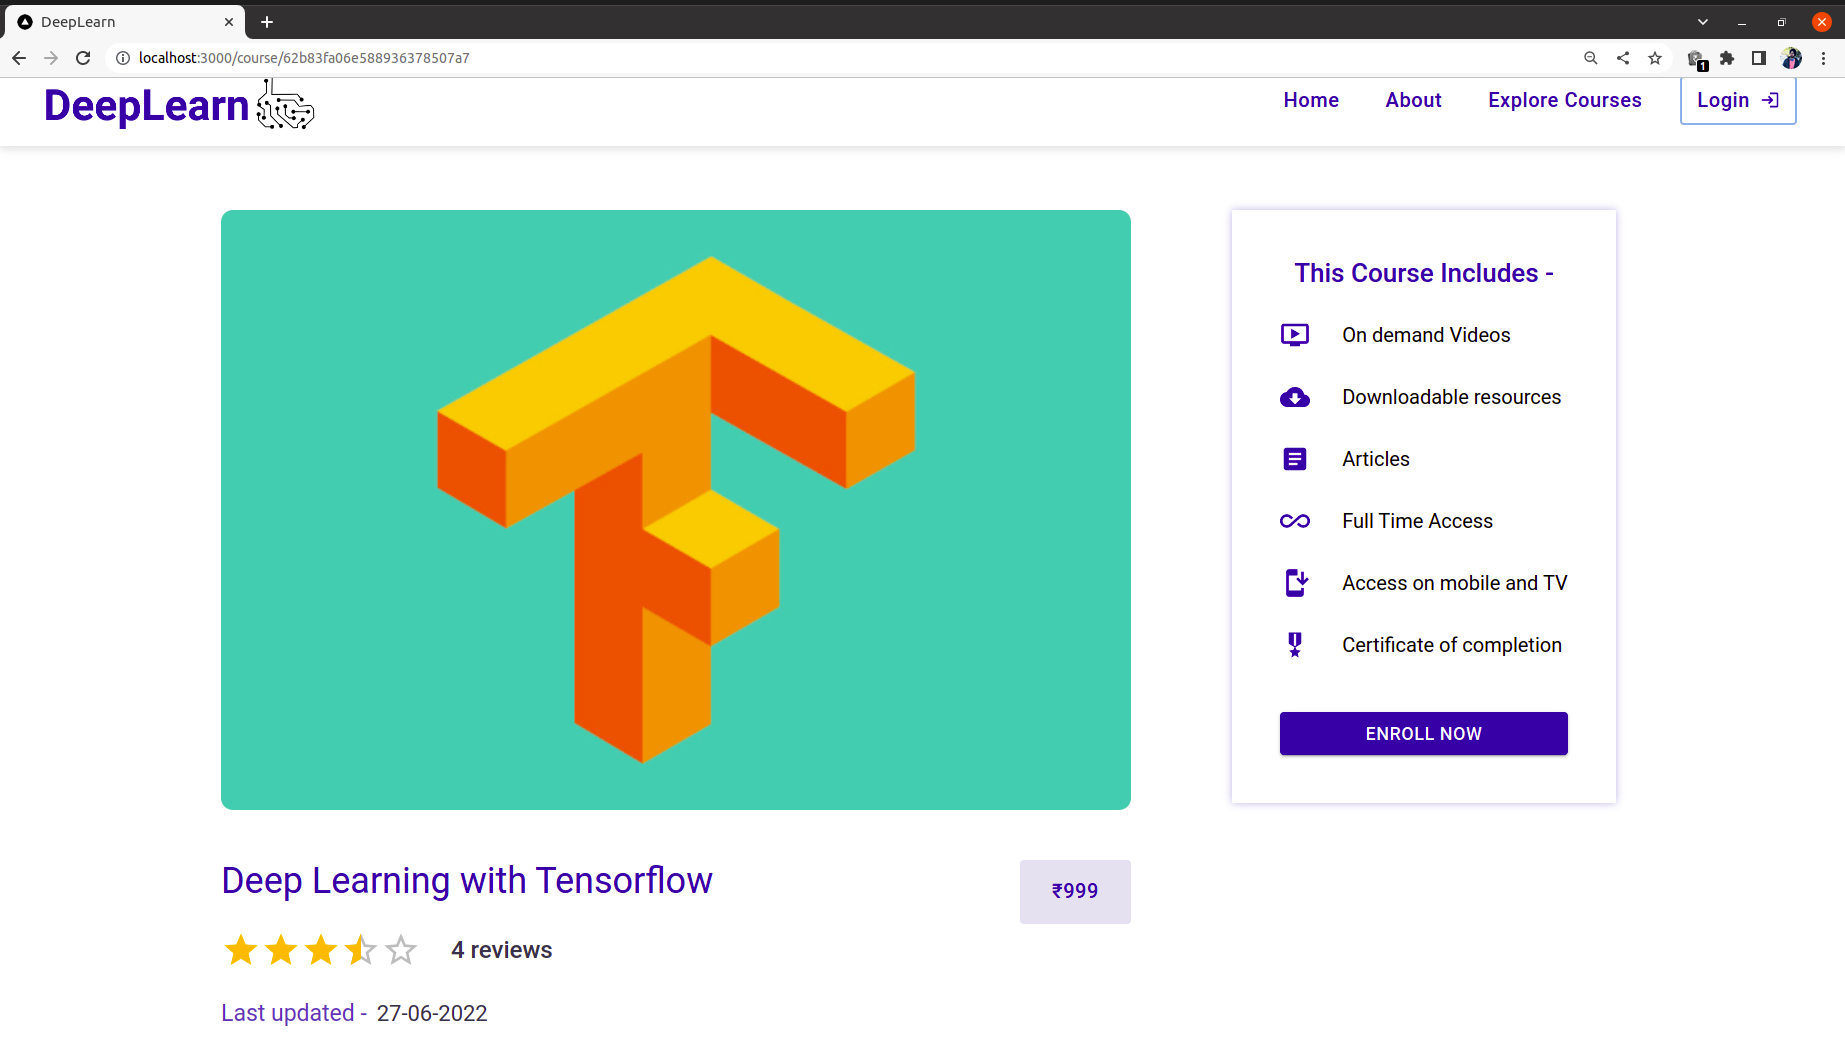 DeepLearn
localhost:3000/course/62b83fa06e588936378507a7
1
DeepLearn
Home
About
Explore Courses
Login
This Course Includes -
On demand Videos
Downloadable resources
Articles
Full Time Access
Access on mobile and TV
Certificate of completion
ENROLL NOW
Deep Learning with Tensorflow
₹999
4 reviews
Last updated - 27-06-2022